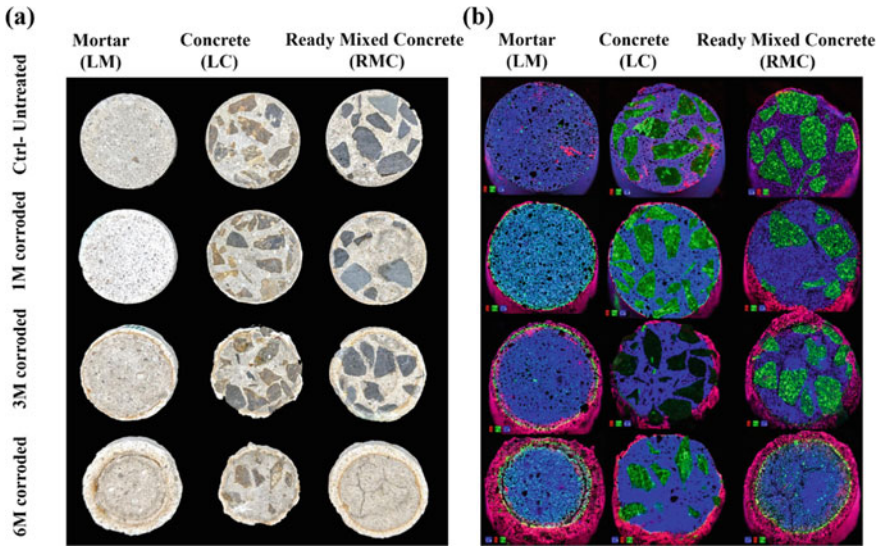 (a)
Mortar Concrete Ready Mixed Concrete
(LM) (LC) (RMC)
Ctrl- Untreated
1M corroded
3M corroded
6M corroded
(b)
Mortar Concrete Ready Mixed Concrete
(LM) (LC) (RMC)